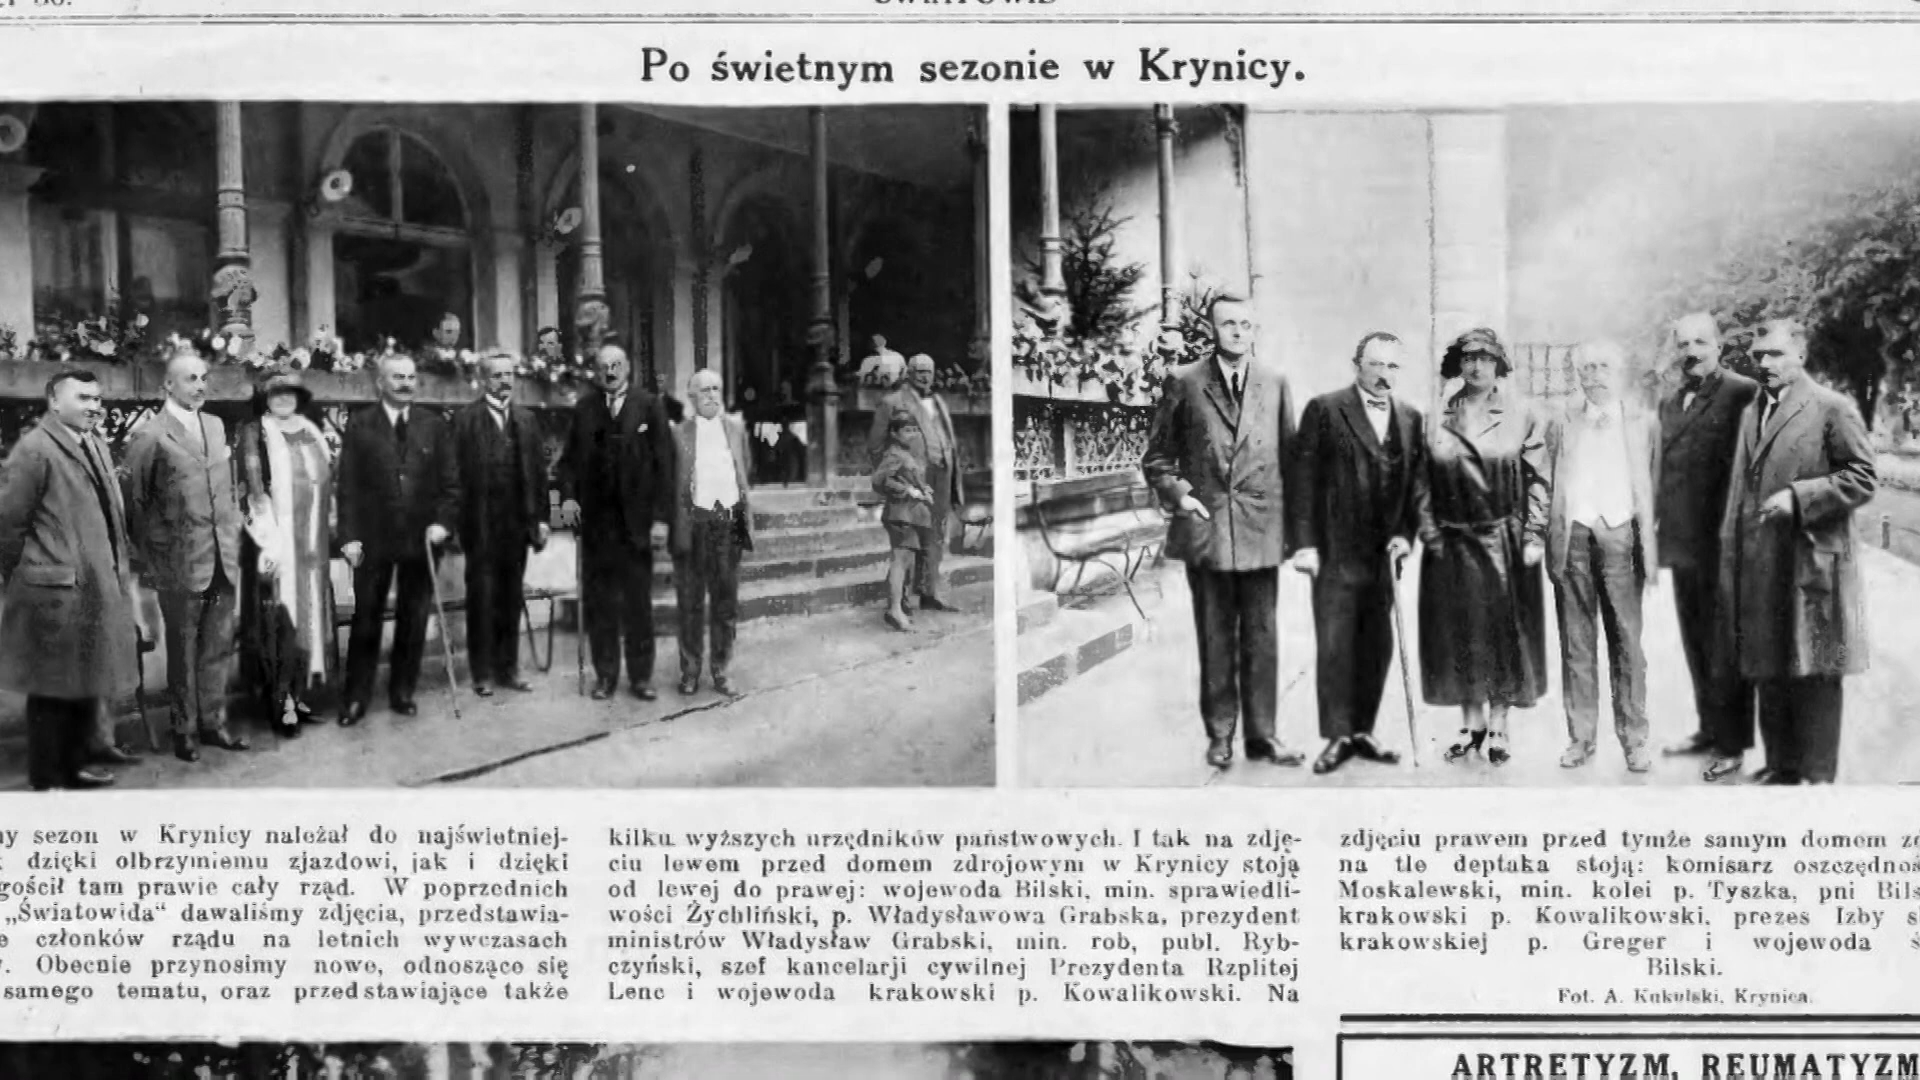 Po świetnym sezonie w Krynicy.
sezon w Krynicy należał do najświetniej-
dzięki olbrzymiemu zjazdowi, jak i dzięki
gościł tam prawie cały rząd. W poprzednich
„Światowida“ dawaliśmy zdjęcia, przedstawia-
członków rządu na letnich wywczasach
Obecnie przynosimy nowe, odnoszące się
samego tematu, oraz przedstawiające także
kilku wyższych urzędników państwowych. I tak na zdję-
ciu lewem przed domem zdrojowym w Krynicy stoją
od lewej do prawej: wojewoda Bilski, min. sprawiedli-
wości Żychliński, p. Władysławowa Grabska, prezydent
ministrów Władysław Grabski, min. rob, publ. Ryb-
czyński, szef kancelarji cywilnej Prezydenta Rzplitej
Lenc i wojewoda krakowski p. Kowalikowski. Na
zdjęciu prawem przed tymże samym domem
na tle deptaka stoją: komisarz
Moskalewski, min. kolei p. Tyszka, pni
krakowski p. Kowalikowski, prezes Izby
krakowskiej p. Greger i wojewoda
Bilski.
Fot. A. Kukulski, Krynica.
ARTRETYZM, REUMATYZM